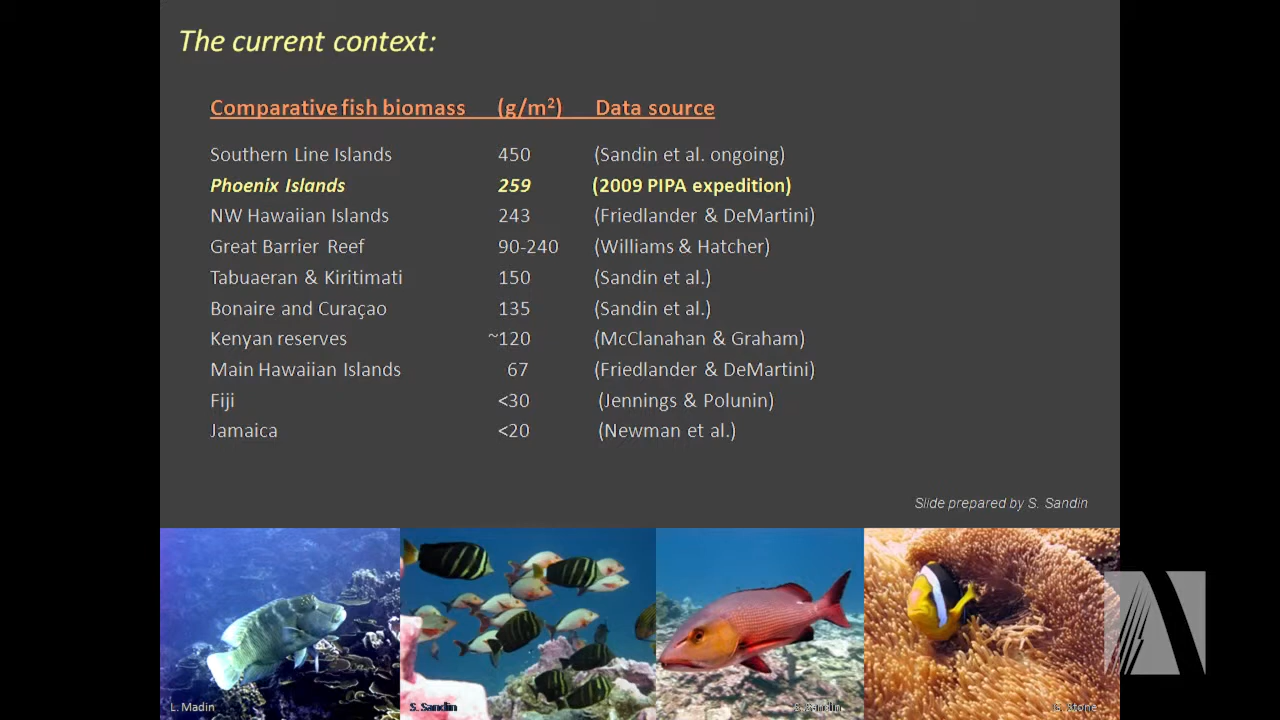 The current context:
Comparative fish biomass (g/m²) Data source
Southern Line Islands 450 (Sandin et al. ongoing)
Phoenix Islands 259 (2009 PIPA expedition)
NW Hawaiian Islands 243 (Friedlander & DeMartini)
Great Barrier Reef 90-240 (Williams & Hatcher)
Tabuaeran & Kiritimati 150 (Sandin et al.)
Bonaire and Curaçao 135 (Sandin et al.)
Kenyan reserves ~120 (McClanahan & Graham)
Main Hawaiian Islands 67 (Friedlander & DeMartini)
Fiji <30 (Jennings & Polunin)
Jamaica <20 (Newman et al.)
Slide prepared by S. Sandin
L. Madin S. Sandin S. Sandin G. Stone